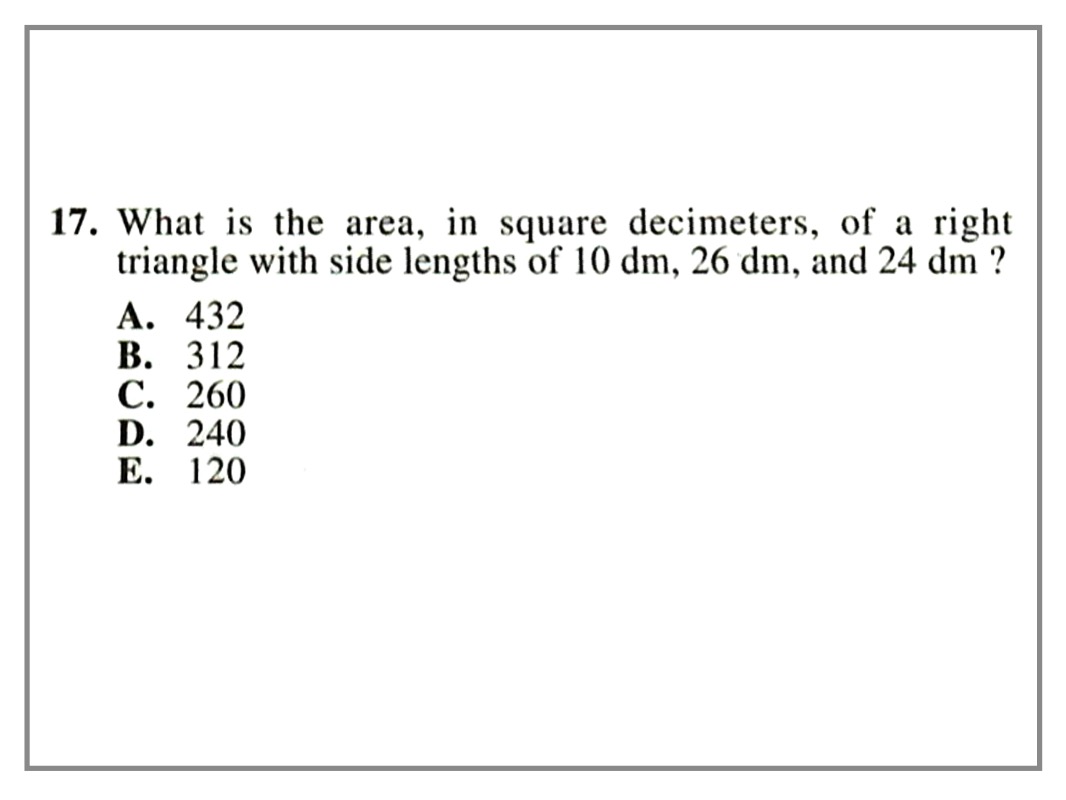 17. What is the area, in square decimeters, of a right
triangle with side lengths of 10 dm, 26 dm, and 24 dm ?
A. 432
B. 312
C. 260
D. 240
E. 120